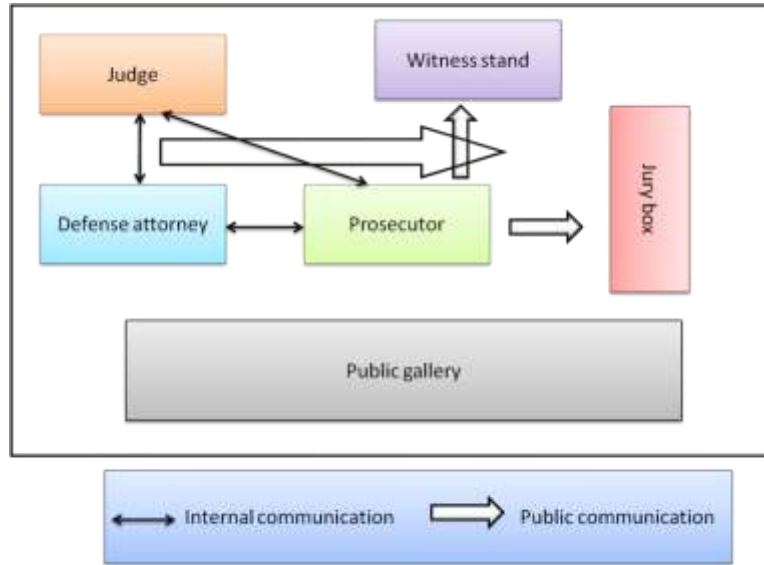 Judge
Witness stand
Jury box
Defense attorney
Prosecutor
Public gallery
Internal communication
Public communication